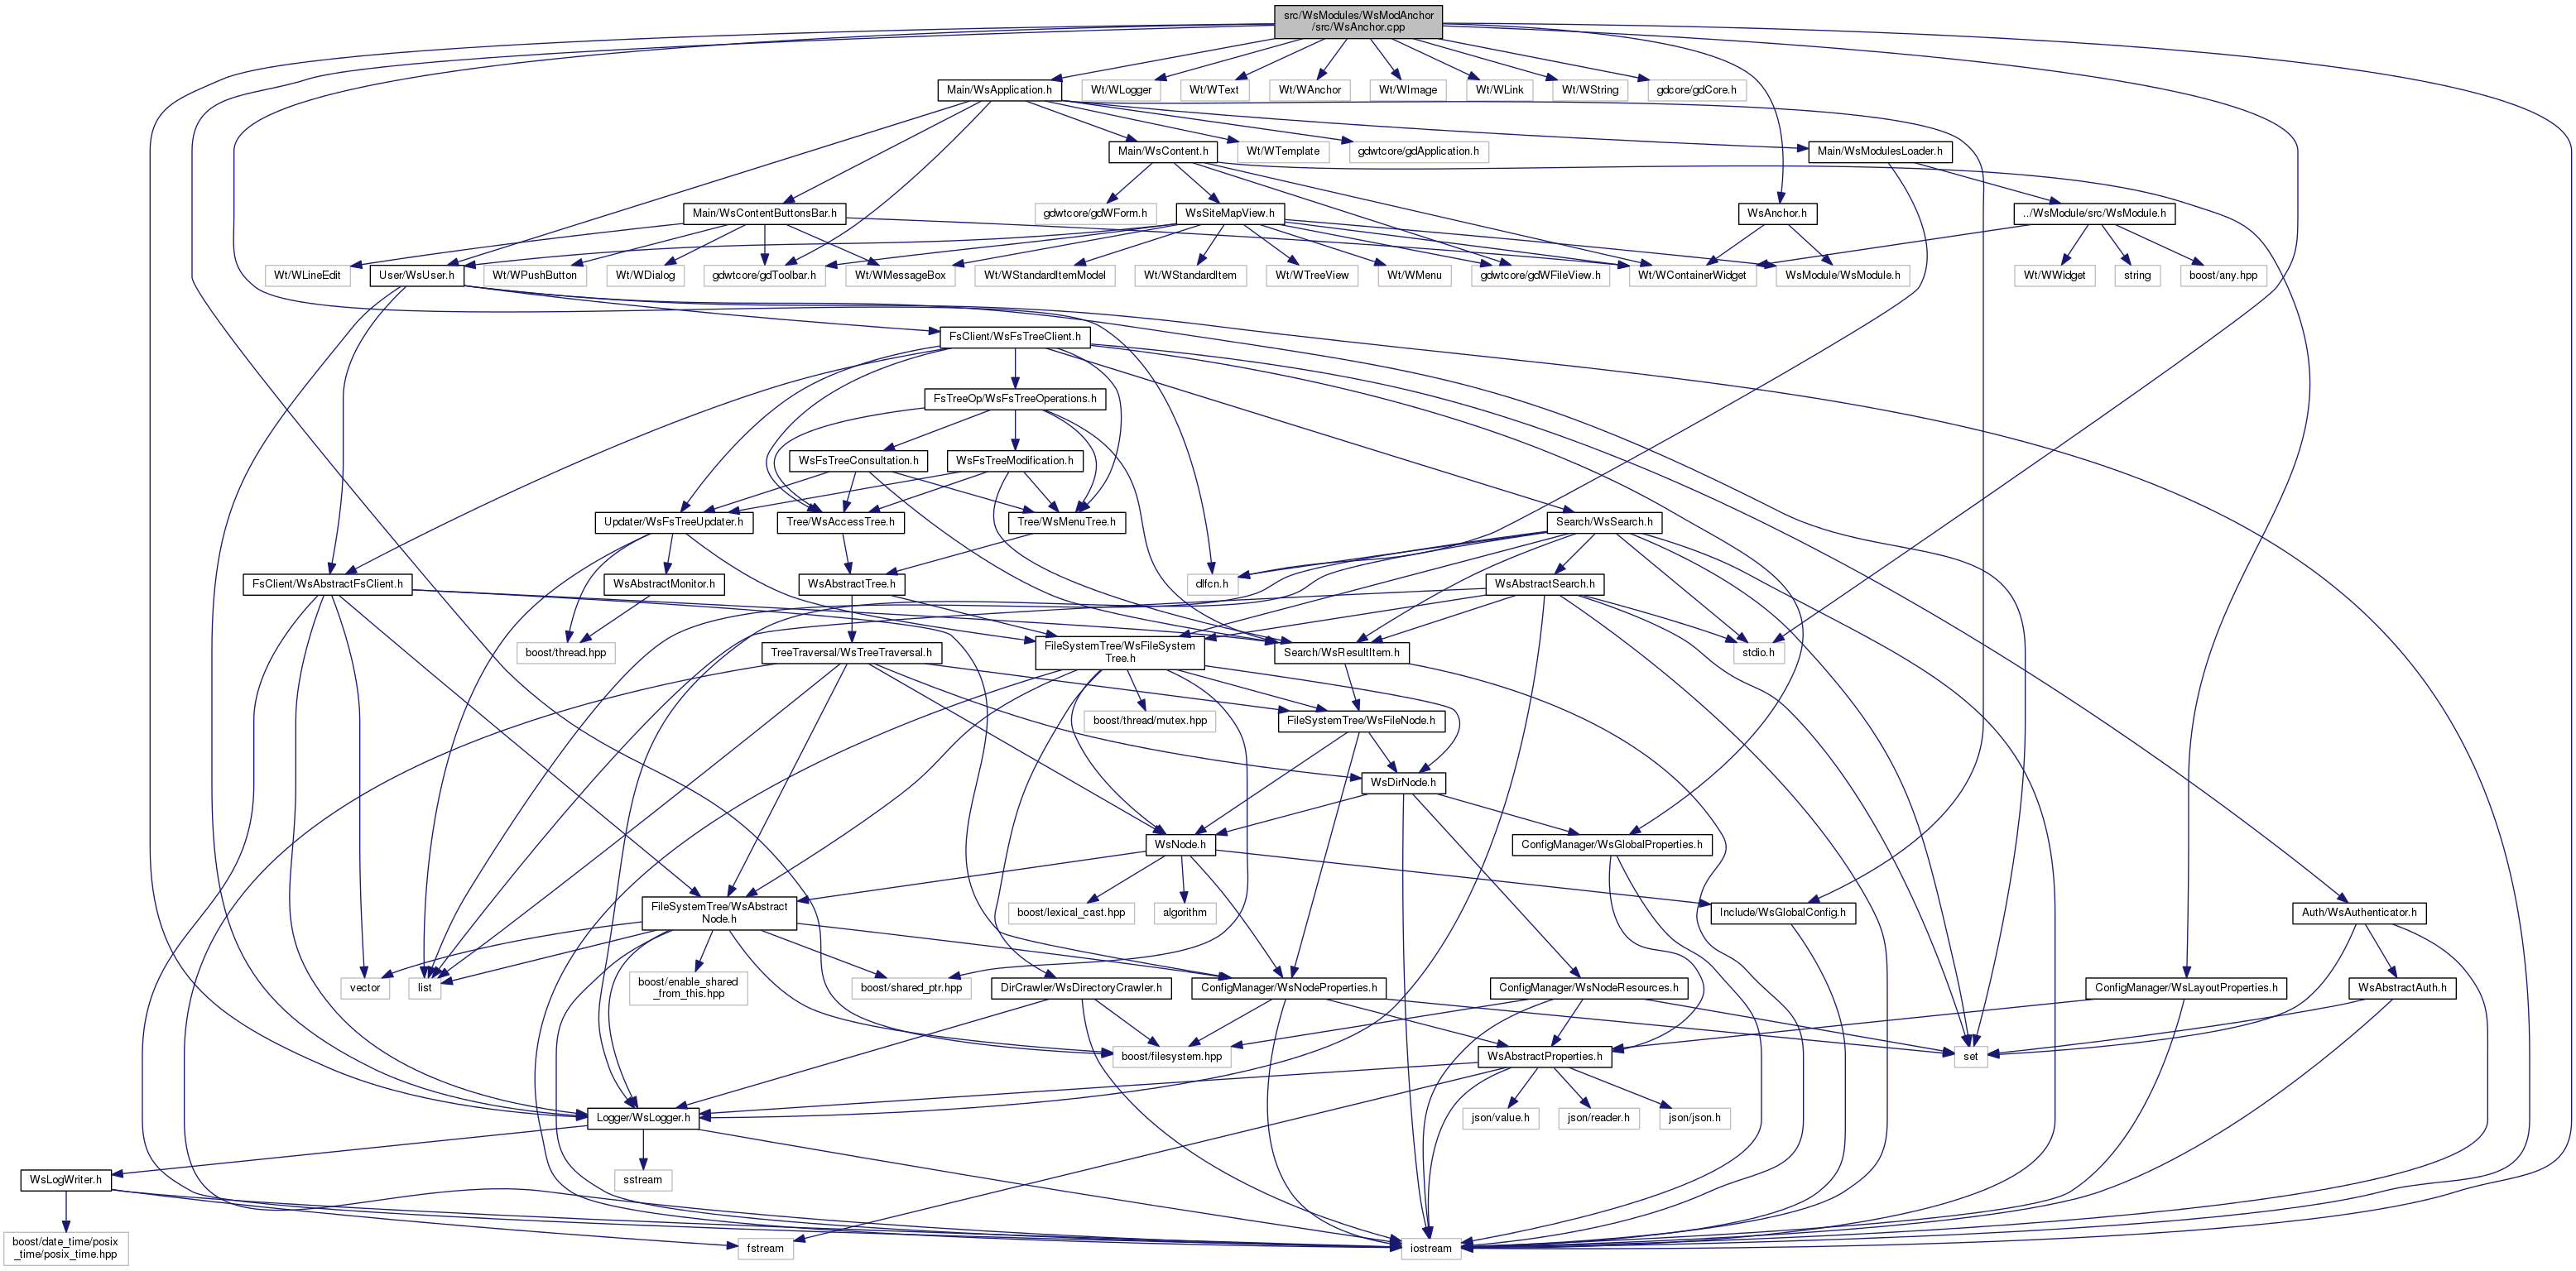 src/WsModules/WsModAnchor
/src/WsAnchor.cpp
Main/WsApplication.h
Wt/WLogger
Wt/WText
Wt/WAnchor
Wt/WImage
Wt/WLink
Wt/WString
gdcore/gdCore.h
Main/WsContent.h
Wt/WTemplate
gdwtcore/gdApplication.h
Main/WsModulesLoader.h
Main/WsContentButtonsBar.h
gdwtcore/gdWForm.h
WsSiteMapView.h
WsAnchor.h
../WsModule/src/WsModule.h
Wt/WLineEdit
User/WsUser.h
Wt/WPushButton
Wt/WDialog
gdwtcore/gdToolbar.h
Wt/WMessageBox
Wt/WStandardItemModel
Wt/WStandardItem
Wt/WTreeView
Wt/WMenu
gdwtcore/gdWFileView.h
Wt/WContainerWidget
WsModule/WsModule.h
Wt/WWidget
string
boost/any.hpp
FsClient/WsFsTreeClient.h
FsTreeOp/WsFsTreeOperations.h
WsFsTreeConsultation.h
WsFsTreeModification.h
Updater/WsFsTreeUpdater.h
Tree/WsAccessTree.h
Tree/WsMenuTree.h
Search/WsSearch.h
FsClient/WsAbstractFsClient.h
WsAbstractMonitor.h
WsAbstractTree.h
dlfcn.h
WsAbstractSearch.h
boost/thread.hpp
TreeTraversal/WsTreeTraversal.h
FileSystemTree/WsFileSystem
Tree.h
Search/WsResultItem.h
stdio.h
boost/thread/mutex.hpp
FileSystemTree/WsFileNode.h
WsDirNode.h
WsNode.h
ConfigManager/WsGlobalProperties.h
FileSystemTree/WsAbstract
Node.h
boost/lexical_cast.hpp
algorithm
Include/WsGlobalConfig.h
Auth/WsAuthenticator.h
vector
list
boost/enable_shared
_from_this.hpp
boost/shared_ptr.hpp
DirCrawler/WsDirectoryCrawler.h
ConfigManager/WsNodeProperties.h
ConfigManager/WsNodeResources.h
ConfigManager/WsLayoutProperties.h
WsAbstractAuth.h
boost/filesystem.hpp
WsAbstractProperties.h
set
Logger/WsLogger.h
json/value.h
json/reader.h
json/json.h
WsLogWriter.h
sstream
boost/date_time/posix
_time/posix_time.hpp
fstream
iostream